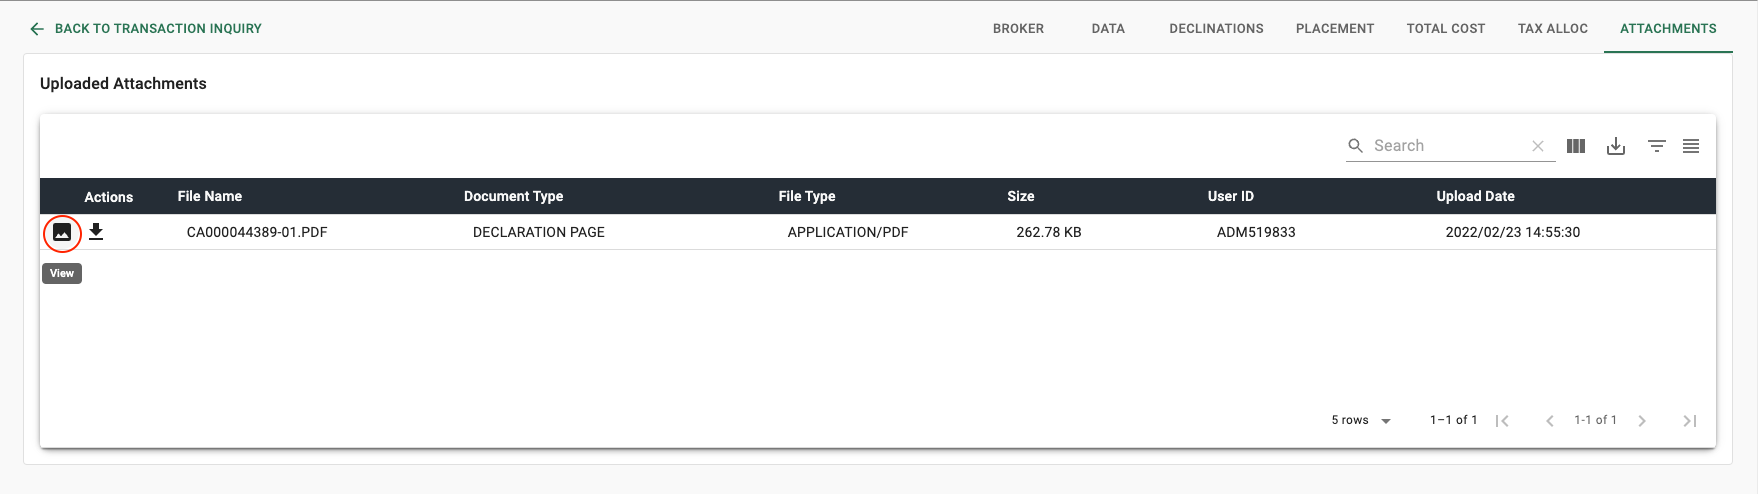 BACK TO TRANSACTION INQUIRY BROKER DATA DECLINATIONS PLACEMENT TOTAL COST TAX ALLOC ATTACHMENTS
Uploaded Attachments
Search
Actions File Name Document Type File Type Size User ID Upload Date
CA000044389-01.PDF DECLARATION PAGE APPLICATION/PDF 262.78 KB ADM519833 2022/02/23 14:55:30
View
5 rows 1–1 of 1 1-1 of 1